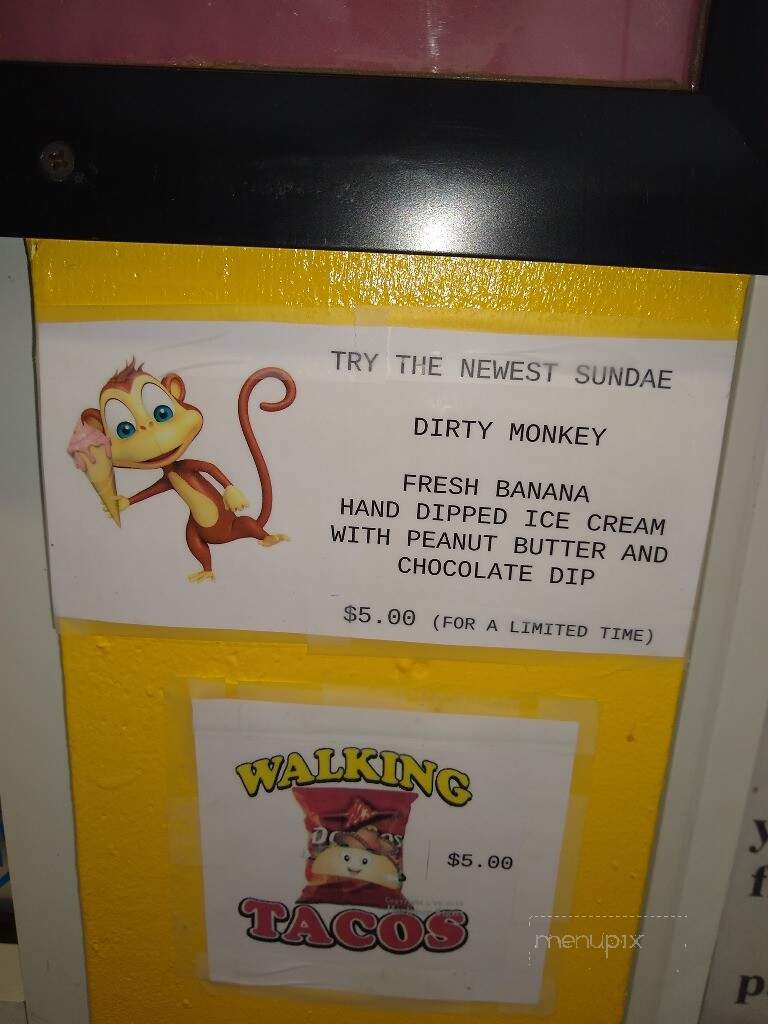 TRY THE NEWEST SUNDAE
DIRTY MONKEY
FRESH BANANA
HAND DIPPED ICE CREAM
WITH PEANUT BUTTER AND
CHOCOLATE DIP
$5.00 (FOR A LIMITED TIME)
WALKING
$5.00
TACOS
menupix